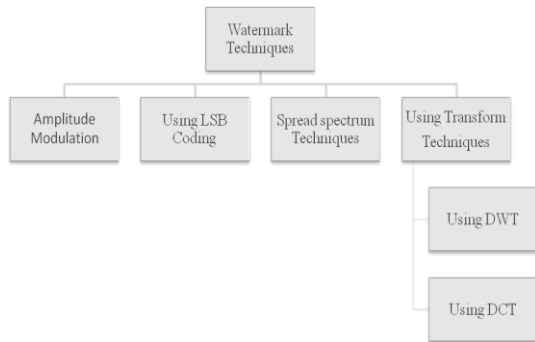 Watermark
Techniques
Amplitude
Modulation
Using LSB
Coding
Spread spectrum
Techniques
Using Transform
Techniques
Using DWT
Using DCT